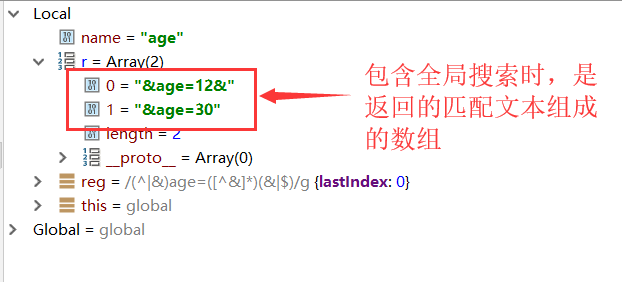 Local
name = "age"
r = Array(2)
0 = "&age=12&"
1 = "&age=30"
length = 2
__proto__ = Array(0)
reg = /(^|&)age=([^&]*)(&|$)/g {lastIndex: 0}
this = global
Global = global
包含全局搜索时，是
返回的匹配文本组成
的数组